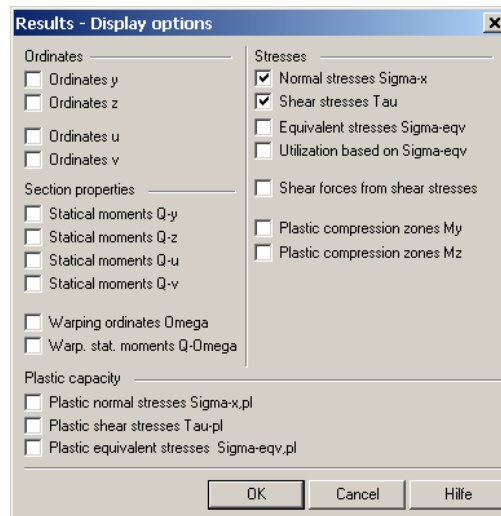 Results - Display options
Ordinates
Ordinates y
Ordinates z
Ordinates u
Ordinates v
Section properties
Statical moments Q-y
Statical moments Q-z
Statical moments Q-u
Statical moments Q-v
Warping ordinates Omega
Warp. stat. moments Q-Omega
Stresses
Normal stresses Sigma-x
Shear stresses Tau
Equivalent stresses Sigma-eqv
Utilization based on Sigma-eqv
Shear forces from shear stresses
Plastic compression zones My
Plastic compression zones Mz
Plastic capacity
Plastic normal stresses Sigma-x,pl
Plastic shear stresses Tau-pl
Plastic equivalent stresses Sigma-eqv,pl
OK
Cancel
Hilfe